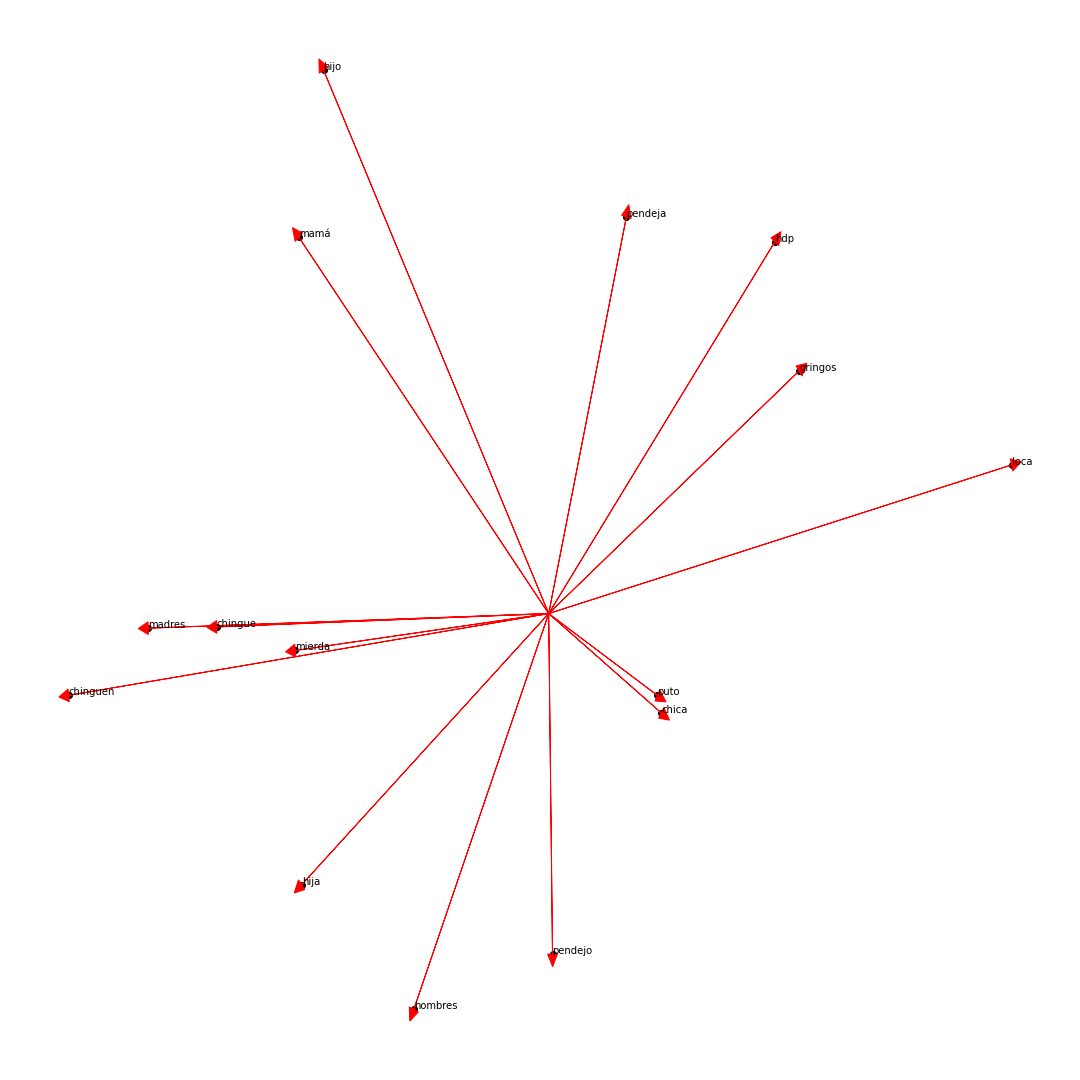 hijo
pendeja
mamá
hdp
gringos
loca
madres
chingue
mierda
chinguen
puto
chica
hija
pendejo
hombres